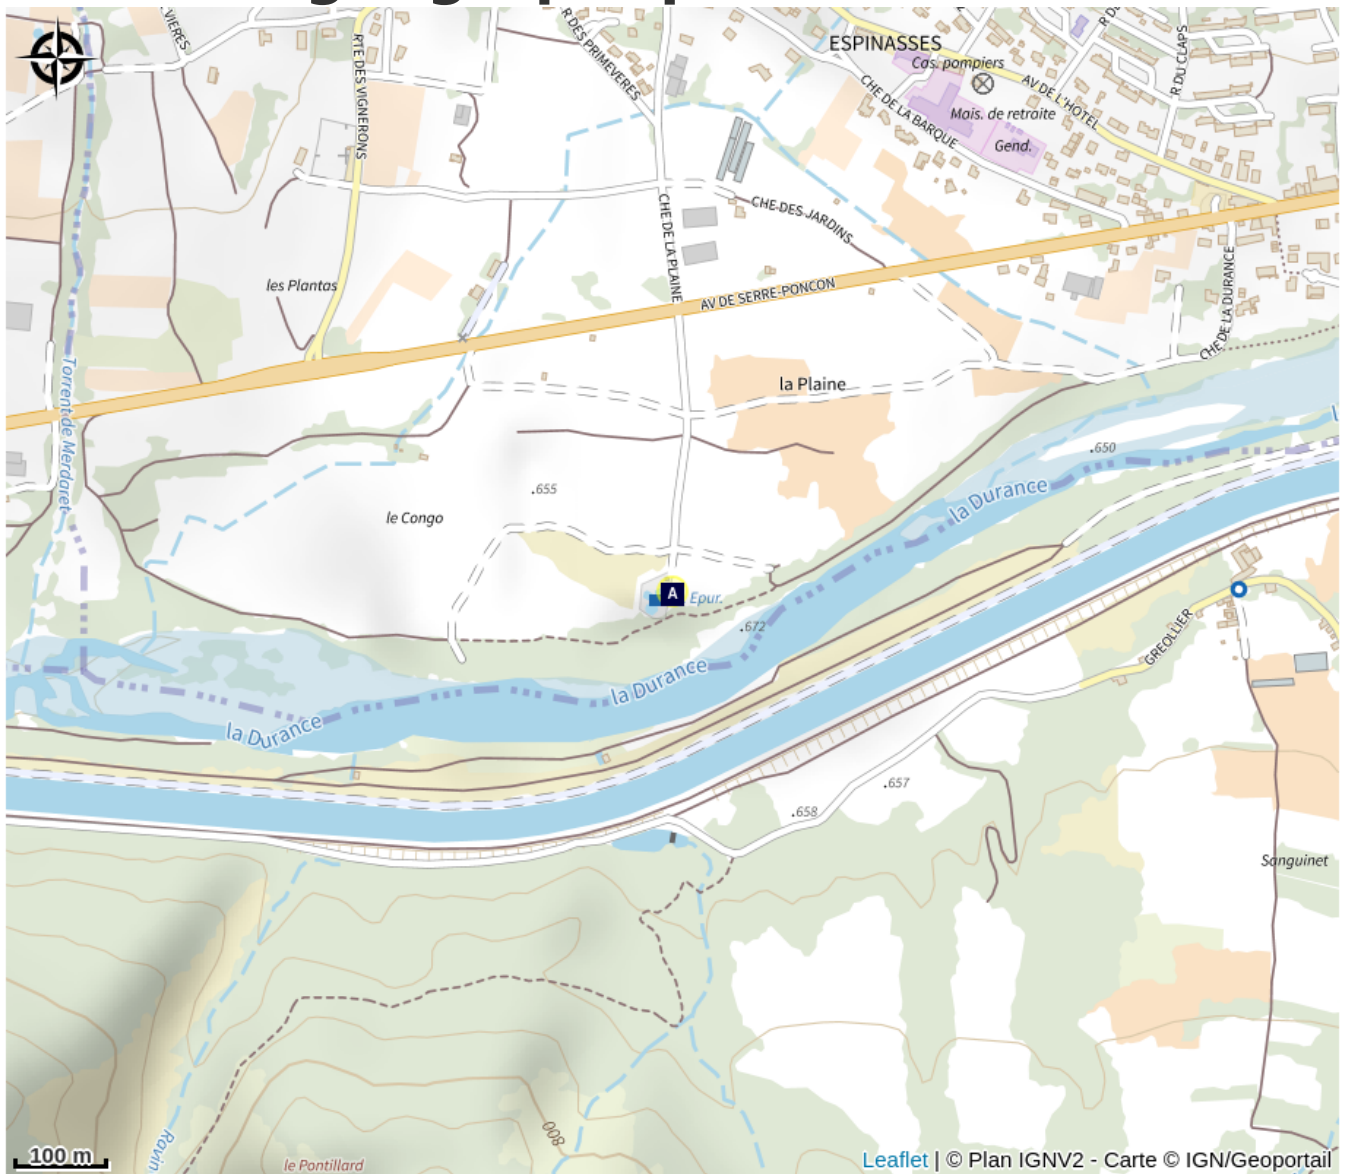 ESPINASSES
Cas. pompiers
R DES PRIMEVERES
RTE DES VIGNERONS
CHE DE LA BARQUE
AV DE L'HOTEL
R DU CLAPS
Mais. de retraite
Gend.
CHE DE LA PLAINE
CHE DES JARDINS
les Plantas
AV DE SERRE-PONCON
CHE DE LA DURANCE
Torrent de Merdaret
la Plaine
.650
la Durance
.655
le Congo
A
Epur.
.672
GREOLLIER
la Durance
la Durance
.657
.658
Sanguinet
800
Ravin
100 m
le Pontillard
Leaflet | © Plan IGNV2 - Carte © IGN/Geoportail